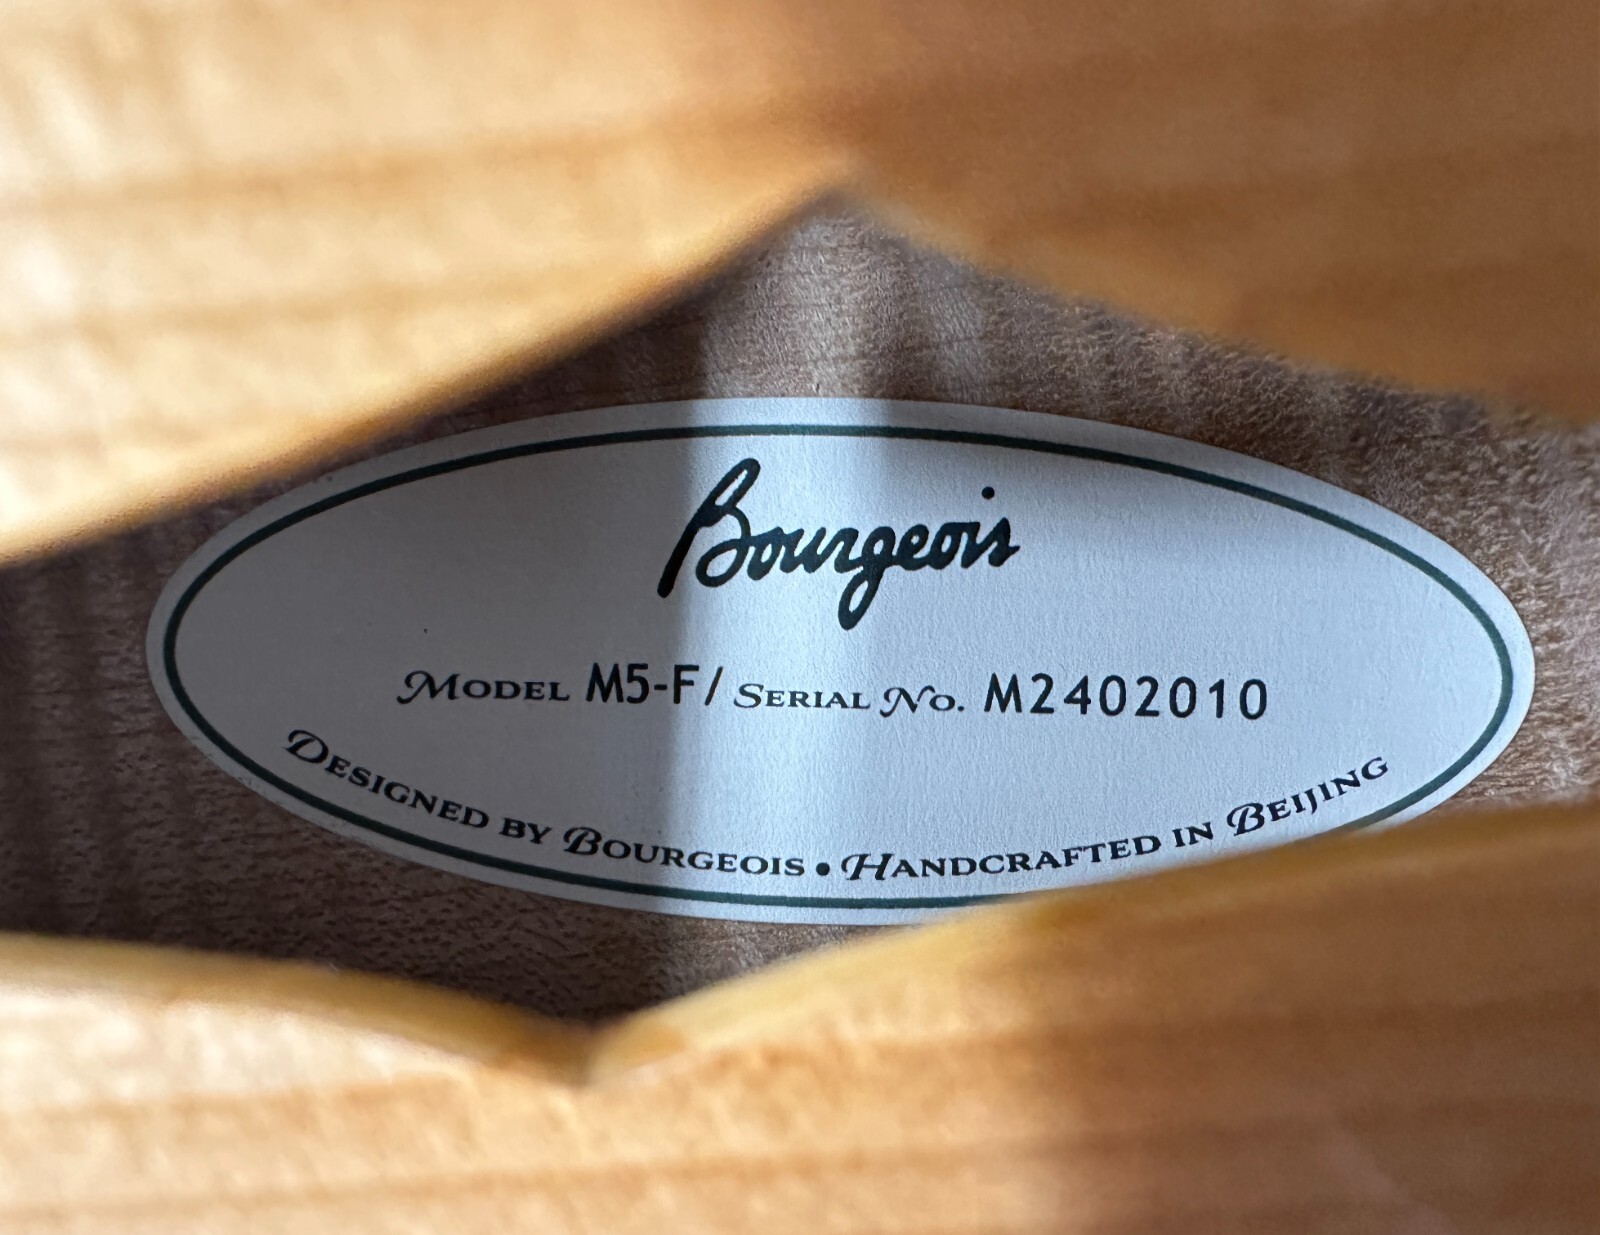 Bourgeois
MODEL M5-F/ SERIAL NO. M2402010
DESIGNED BY BOURGEOIS • HANDCRAFTED IN BEIJING